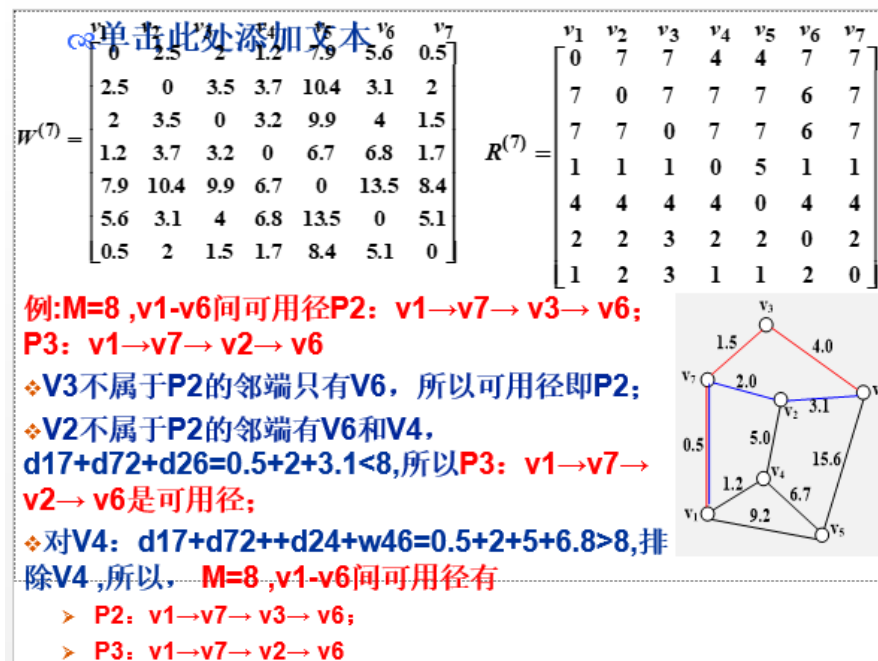 单击此处添加文本
v1 v2 v3 v4 v5 v6 v7
W(7) =
0 2.5 2 1.2 7.9 5.6 0.5
2.5 0 3.5 3.7 10.4 3.1 2
2 3.5 0 3.2 9.9 4 1.5
1.2 3.7 3.2 0 6.7 6.8 1.7
7.9 10.4 9.9 6.7 0 13.5 8.4
5.6 3.1 4 6.8 13.5 0 5.1
0.5 2 1.5 1.7 8.4 5.1 0
v1 v2 v3 v4 v5 v6 v7
R(7) =
0 7 7 4 4 7 7
7 0 7 7 7 6 7
7 7 0 7 7 6 7
1 1 1 0 5 1 1
4 4 4 4 0 4 4
2 2 3 2 2 0 2
1 2 3 1 1 2 0
例:M=8 ,v1-v6间可用径P2：v1→v7→ v3→ v6；
P3：v1→v7→ v2→ v6
❖V3不属于P2的邻端只有V6，所以可用径即P2；
❖V2不属于P2的邻端有V6和V4，
d17+d72+d26=0.5+2+3.1<8,所以P3：v1→v7→
v2→ v6是可用径；
❖对V4：d17+d72++d24+w46=0.5+2+5+6.8>8,排
除V4 ,所以， M=8 ,v1-v6间可用径有
➢ P2：v1→v7→ v3→ v6；
➢ P3：v1→v7→ v2→ v6
v3
1.5 4.0
v7 2.0 v
v2 3.1
0.5 5.0 15.6
1.2 v4 6.7
v1 9.2 v5